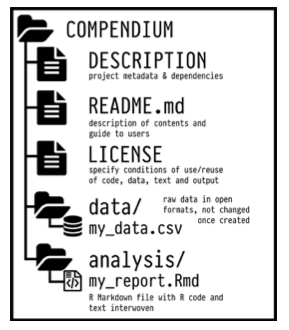 COMPENDIUM
DESCRIPTION
project metadata & dependencies
README.md
description of contents and
guide to users
LICENSE
specify conditions of use/reuse
of code, data, text and output
data/
raw data in open
formats, not changed
once created
my_data.csv
analysis/
my_report.Rmd
R Markdown file with R code and
text interwoven